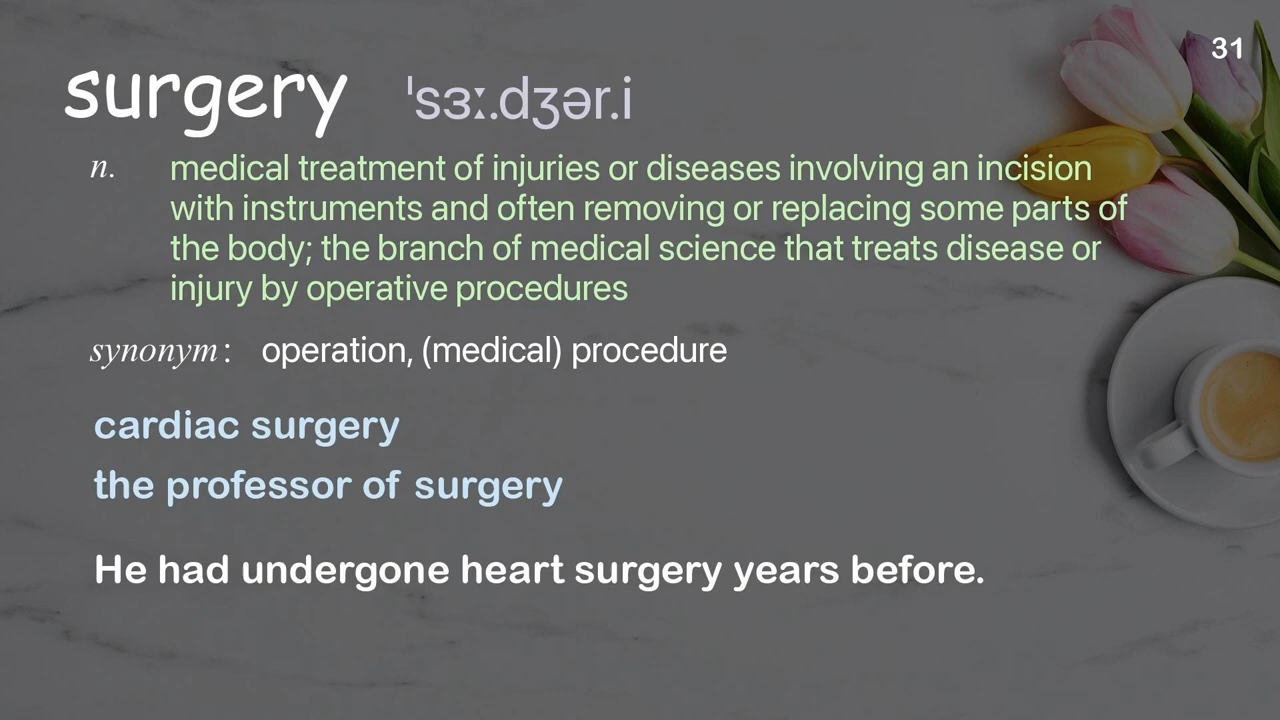 31
surgery ˈsɜː.dʒər.i
n. medical treatment of injuries or diseases involving an incision
with instruments and often removing or replacing some parts of
the body; the branch of medical science that treats disease or
injury by operative procedures
synonym : operation, (medical) procedure
cardiac surgery
the professor of surgery
He had undergone heart surgery years before.